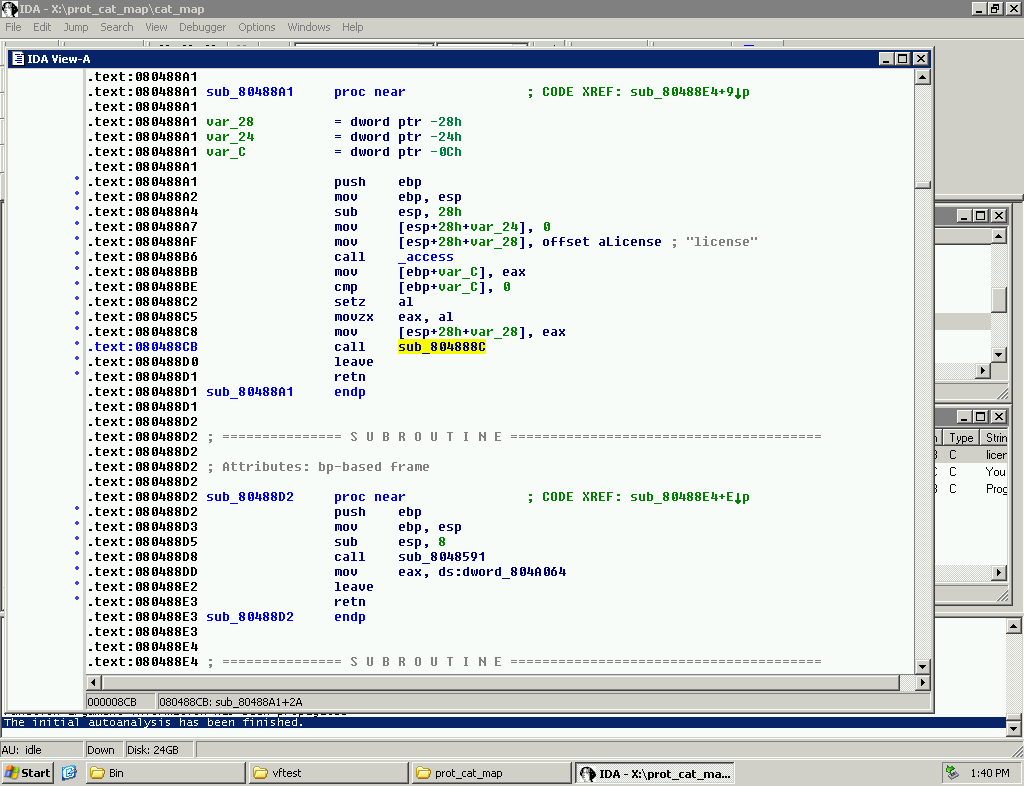 IDA - X:\prot_cat_map\cat_map
File Edit Jump Search View Debugger Options Windows Help
IDA View-A
.text:080488A1
.text:080488A1 sub_80488A1 proc near ; CODE XREF: sub_80488E4+9↓p
.text:080488A1
.text:080488A1 var_28 = dword ptr -28h
.text:080488A1 var_24 = dword ptr -24h
.text:080488A1 var_C = dword ptr -0Ch
.text:080488A1
.text:080488A1 push ebp
.text:080488A2 mov ebp, esp
.text:080488A4 sub esp, 28h
.text:080488A7 mov [esp+28h+var_24], 0
.text:080488AF mov [esp+28h+var_28], offset aLicense ; "license"
.text:080488B6 call _access
.text:080488BB mov [ebp+var_C], eax
.text:080488BE cmp [ebp+var_C], 0
.text:080488C2 setz al
.text:080488C5 movzx eax, al
.text:080488C8 mov [esp+28h+var_28], eax
.text:080488CB call sub_804888C
.text:080488D0 leave
.text:080488D1 retn
.text:080488D1 sub_80488A1 endp
.text:080488D1
.text:080488D2
.text:080488D2 ; =============== S U B R O U T I N E =======================================
.text:080488D2
.text:080488D2 ; Attributes: bp-based frame
.text:080488D2
.text:080488D2 sub_80488D2 proc near ; CODE XREF: sub_80488E4+E↓p
.text:080488D2 push ebp
.text:080488D3 mov ebp, esp
.text:080488D5 sub esp, 8
.text:080488D8 call sub_8048591
.text:080488DD mov eax, ds:dword_804A064
.text:080488E2 leave
.text:080488E3 retn
.text:080488E3 sub_80488D2 endp
.text:080488E3
.text:080488E4
.text:080488E4 ; =============== S U B R O U T I N E =======================================
000008CB 080488CB: sub_80488A1+2A
Type Strin
C licer
C You
C Prog
The initial autoanalysis has been finished.
AU: idle Down Disk: 24GB
Start Bin vftest prot_cat_map IDA - X:\prot_cat_ma... 1:40 PM